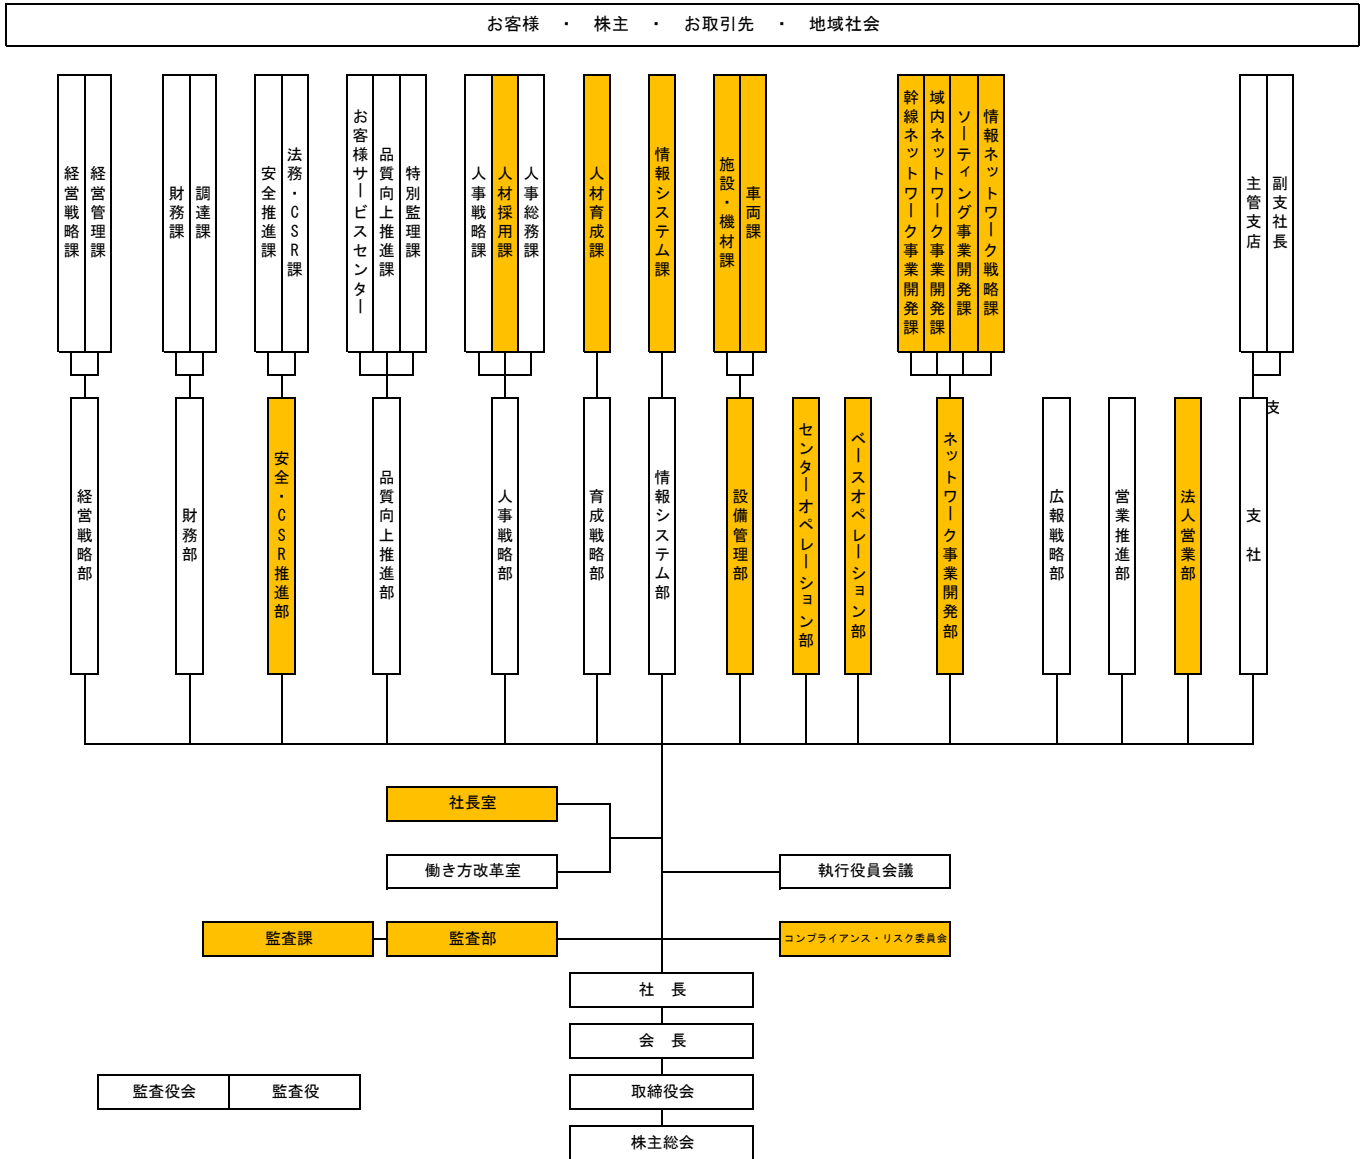 お客様 ・ 株主 ・ お取引先 ・ 地域社会
経営戦略課
経営管理課
財務課
調達課
安全推進課
法務・CSR課
お客様サービスセンター
品質向上推進課
特別監理課
人事戦略課
人材採用課
人事総務課
人材育成課
情報システム課
施設・機材課
車両課
幹線ネットワーク事業開発課
域内ネットワーク事業開発課
ソーティング事業開発課
情報ネットワーク戦略課
主管支店
副支社長
経営戦略部
財務部
安全・CSR推進部
品質向上推進部
人事戦略部
育成戦略部
情報システム部
設備管理部
センターオペレーション部
ベースオペレーション部
ネットワーク事業開発部
広報戦略部
営業推進部
法人営業部
支 社
支
社長室
働き方改革室
執行役員会議
監査課
監査部
コンプライアンス・リスク委員会
社 長
会 長
監査役会
監査役
取締役会
株主総会